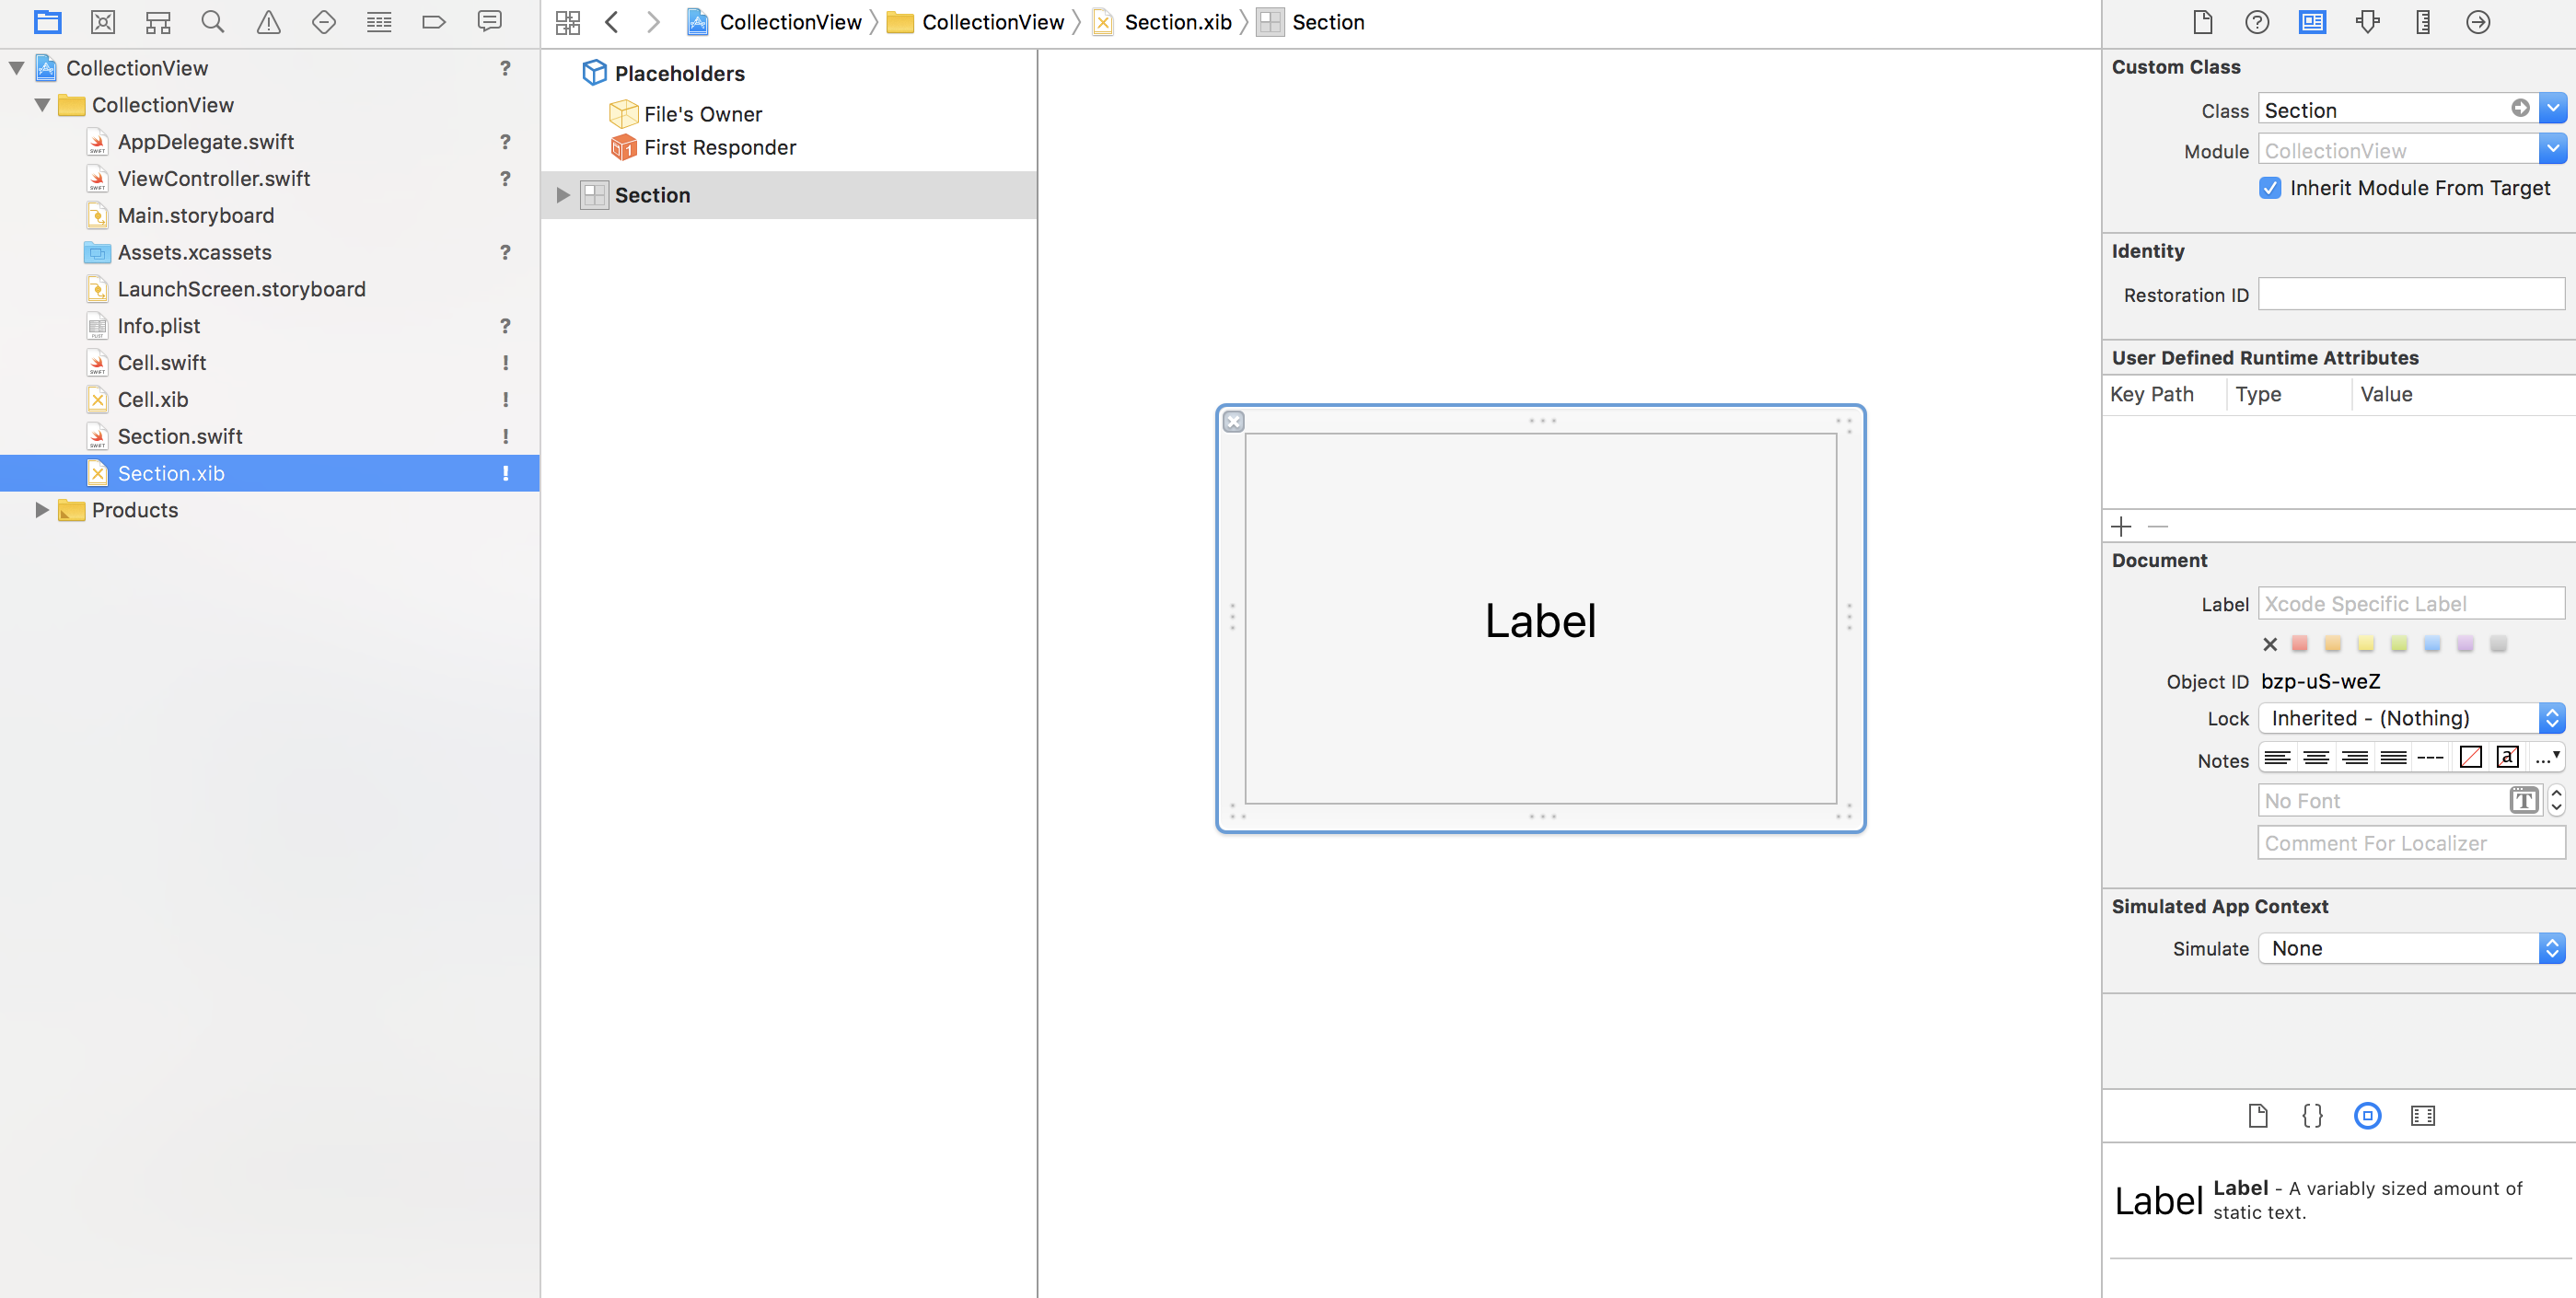 CollectionView
CollectionView
Section.xib
Section
CollectionView ?
CollectionView
AppDelegate.swift ?
ViewController.swift ?
Main.storyboard
Assets.xcassets ?
LaunchScreen.storyboard
Info.plist ?
Cell.swift !
Cell.xib !
Section.swift !
Section.xib !
Products
Placeholders
File's Owner
First Responder
Section
Label
Custom Class
Class Section
Module CollectionView
Inherit Module From Target
Identity
Restoration ID
User Defined Runtime Attributes
Key Path Type Value
Document
Label Xcode Specific Label
Object ID bzp-uS-weZ
Lock Inherited - (Nothing)
Notes
No Font
Comment For Localizer
Simulated App Context
Simulate None
Label
Label - A variably sized amount of
static text.